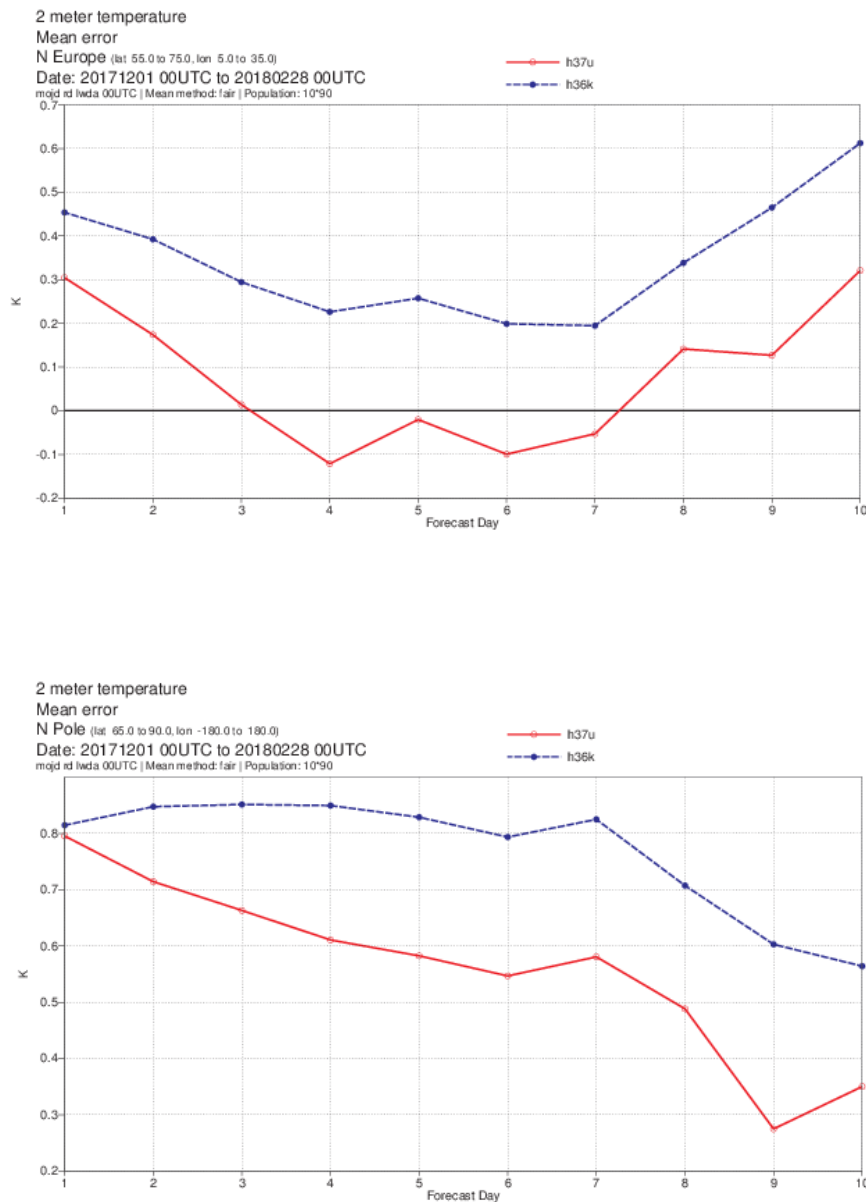 2 meter temperature
Mean error
N Europe (lat 55.0 to 75.0, lon 5.0 to 35.0)
Date: 20171201 00UTC to 20180228 00UTC
mojd rd lwda 00UTC | Mean method: fair | Population: 10*90
h37u
h36k
0.7
0.6
0.5
0.4
0.3
0.2
0.1
0
-0.1
-0.2
K
1 2 3 4 5 6 7 8 9 10
Forecast Day
2 meter temperature
Mean error
N Pole (lat 65.0 to 90.0, lon -180.0 to 180.0)
Date: 20171201 00UTC to 20180228 00UTC
mojd rd lwda 00UTC | Mean method: fair | Population: 10*90
h37u
h36k
0.8
0.7
0.6
0.5
0.4
0.3
0.2
K
1 2 3 4 5 6 7 8 9 10
Forecast Day